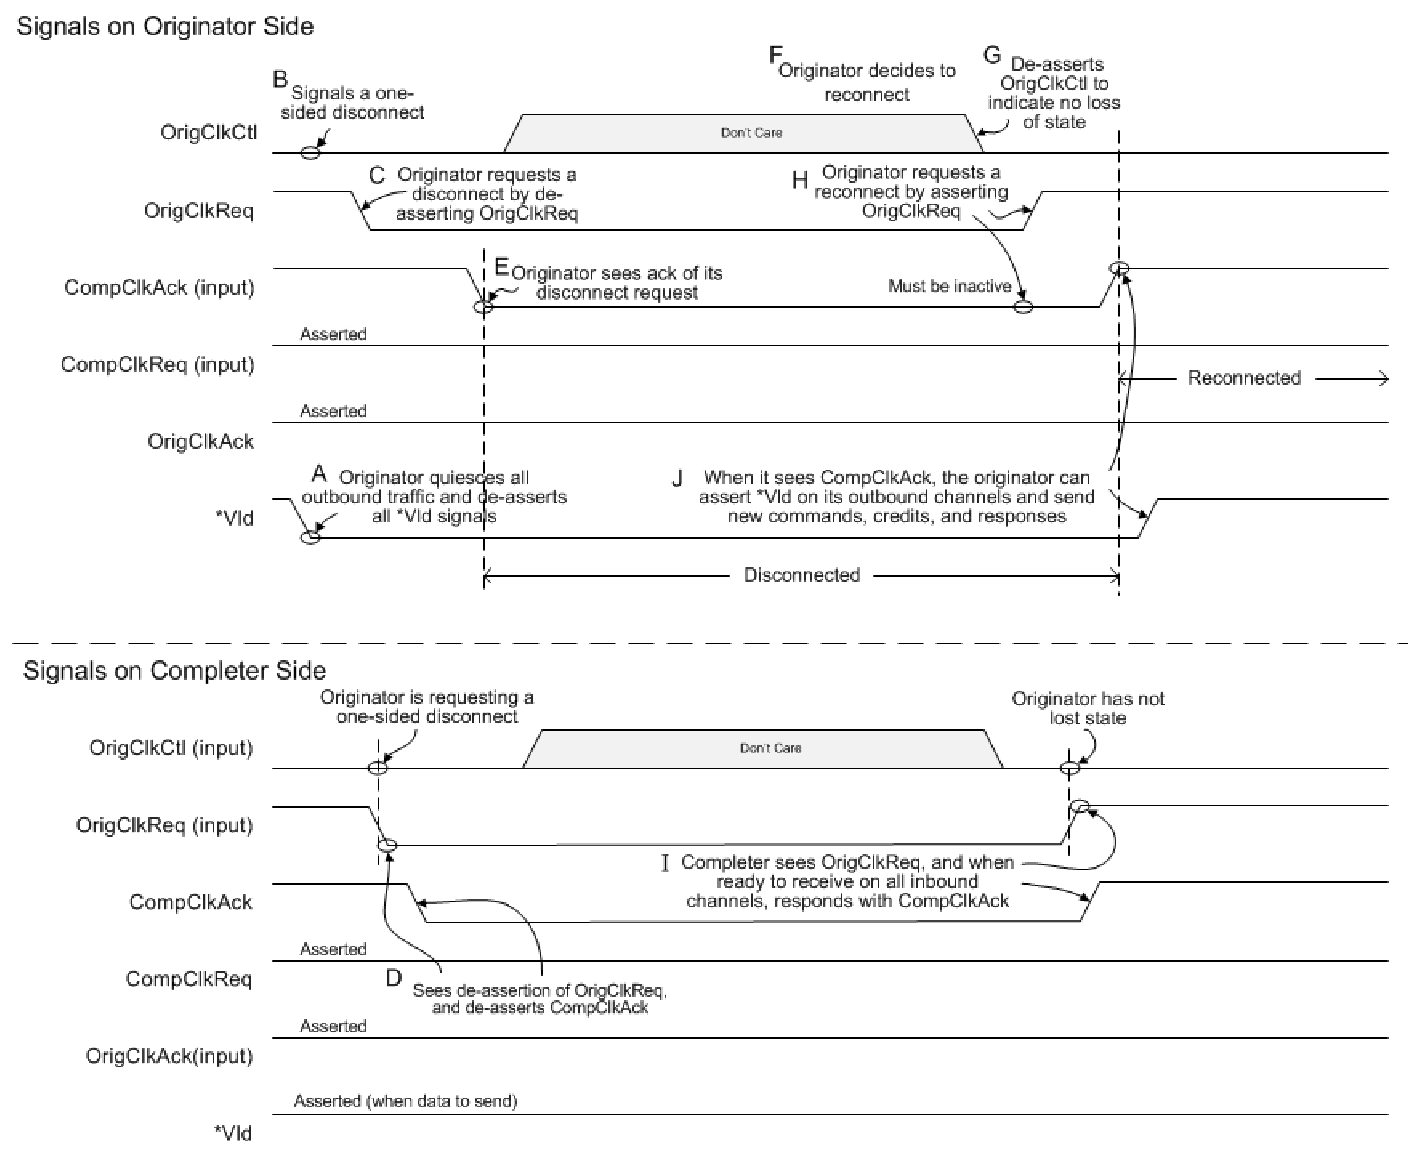 Signals on Originator Side
B
Signals a one-
sided disconnect
F
Originator decides to
reconnect
G
De-asserts
OrigClkCtl to
indicate no loss
of state
OrigClkCtl
Don't Care
C
Originator requests a
disconnect by de-
asserting OrigClkReq
H
Originator requests a
reconnect by asserting
OrigClkReq
OrigClkReq
E
Originator sees ack of its
disconnect request
Must be inactive
CompClkAck (input)
Asserted
CompClkReq (input)
Reconnected
Asserted
OrigClkAck
A
Originator quiesces all
outbound traffic and de-asserts
all *Vld signals
J
When it sees CompClkAck, the originator can
assert *Vld on its outbound channels and send
new commands, credits, and responses
*Vld
Disconnected
Signals on Completer Side
Originator is requesting a
one-sided disconnect
Originator has not
lost state
OrigClkCtl (input)
Don't Care
OrigClkReq (input)
I
Completer sees OrigClkReq, and when
ready to receive on all inbound
channels, responds with CompClkAck
CompClkAck
Asserted
CompClkReq
D
Sees de-assertion of OrigClkReq,
and de-asserts CompClkAck
Asserted
OrigClkAck(input)
Asserted (when data to send)
*Vld